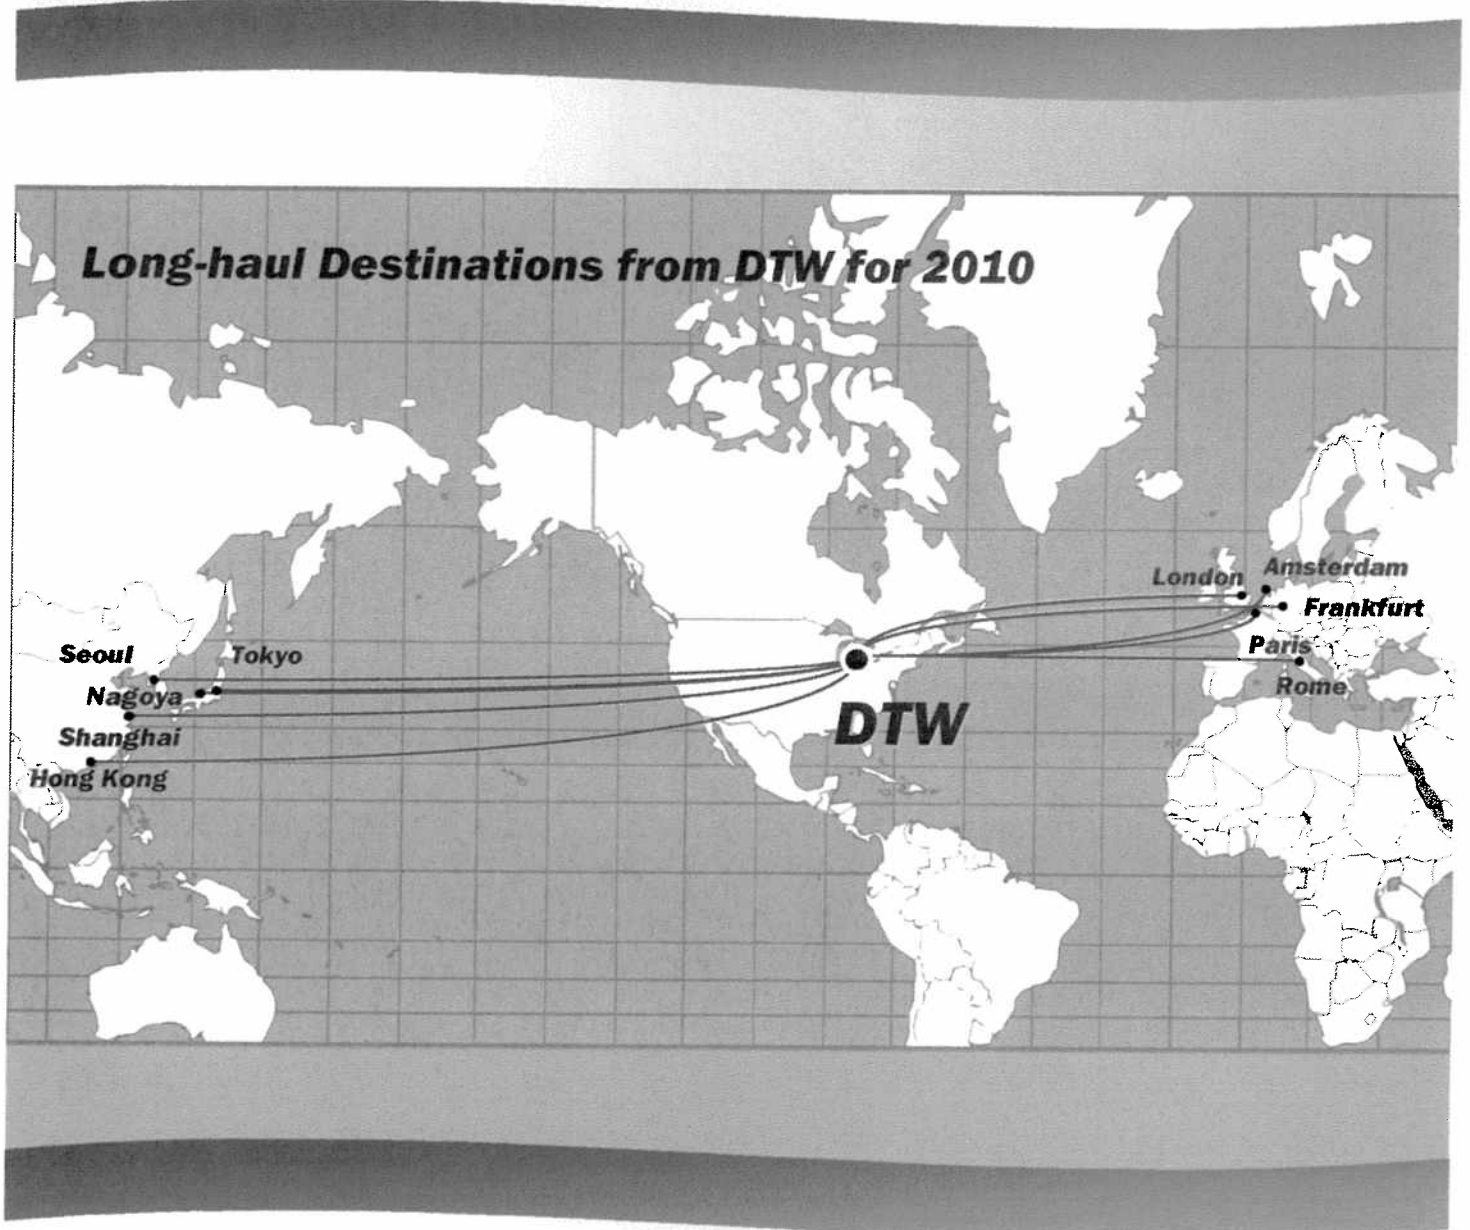 Long-haul Destinations from DTW for 2010
London
Amsterdam
Frankfurt
Paris
Rome
Seoul
Tokyo
Nagoya
Shanghai
Hong Kong
DTW